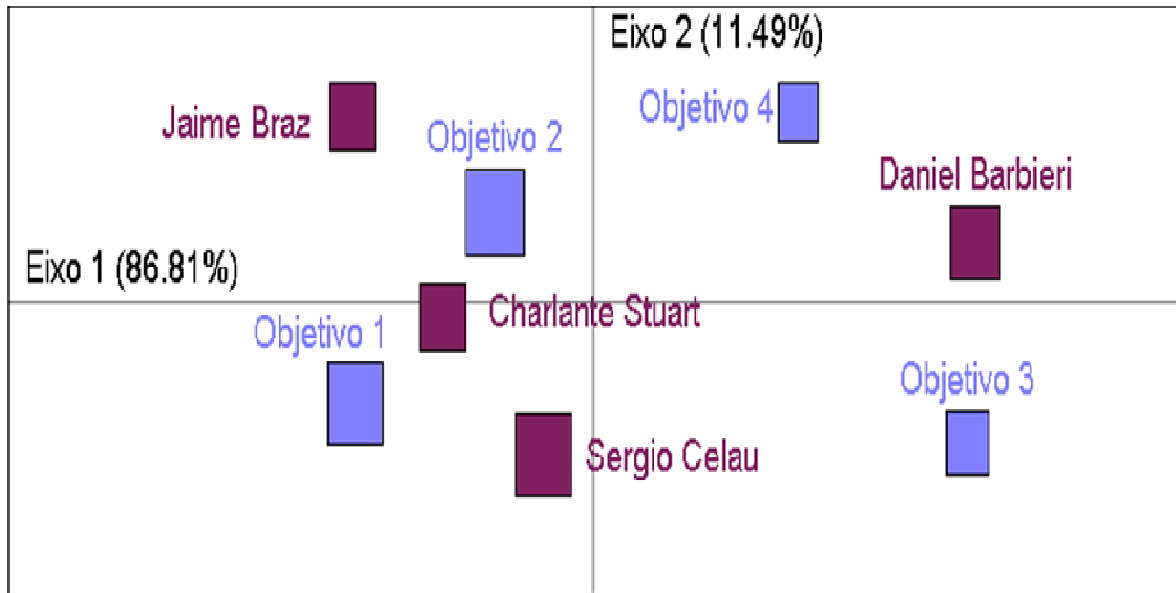 Eixo 2 (11.49%)
Objetivo 4
Jaime Braz
Objetivo 2
Daniel Barbieri
Eixo 1 (86.81%)
Charlante Stuart
Objetivo 1
Objetivo 3
Sergio Celau